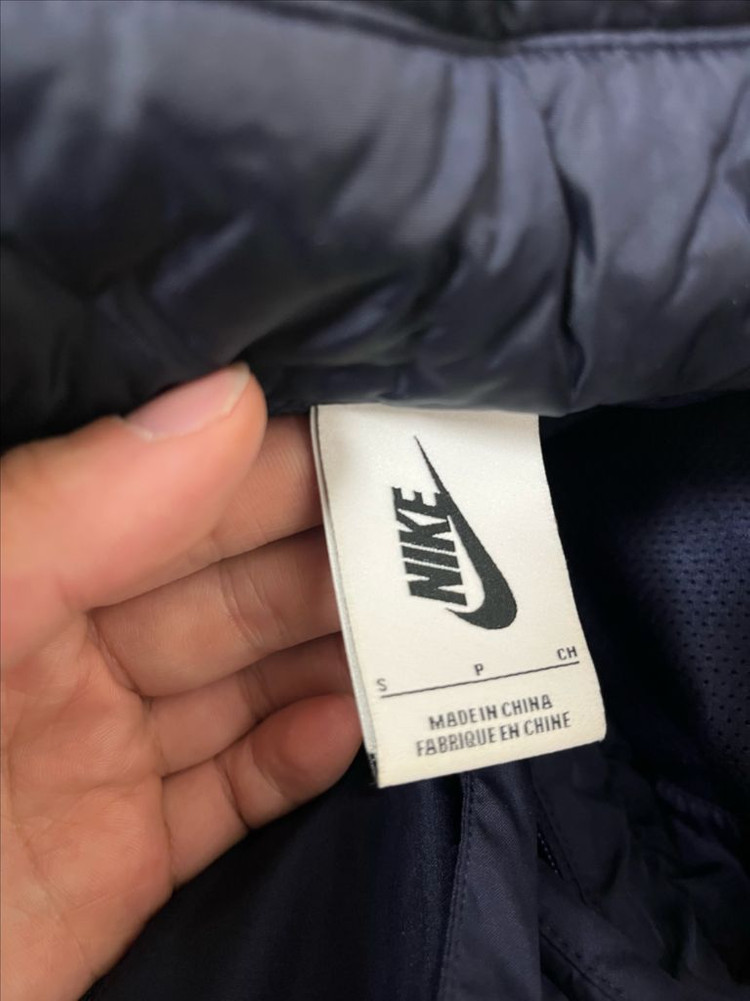 NIKE
S P CH
MADE IN CHINA
FABRIQUE EN CHINE